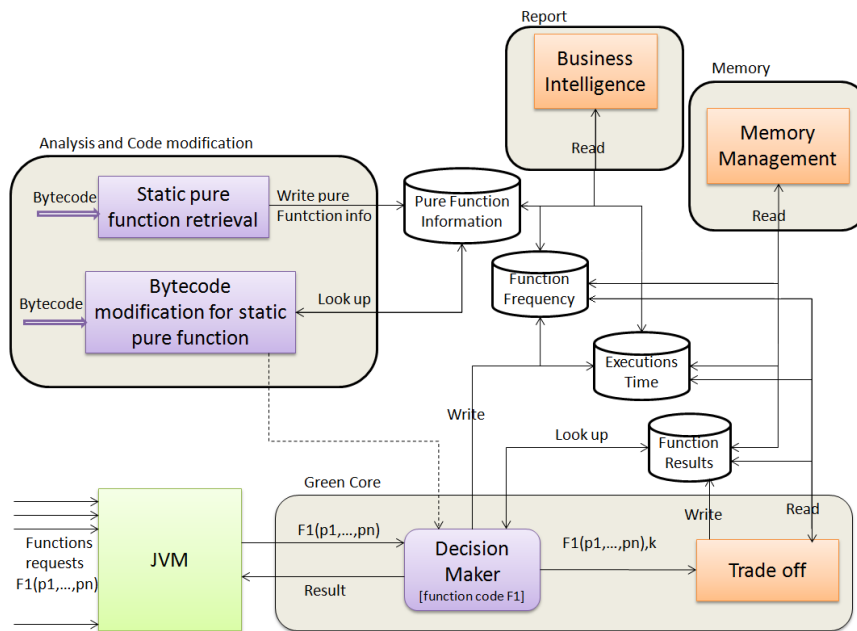 Report
Business
Intelligence
Memory
Memory
Management
Read
Read
Analysis and Code modification
Bytecode
Static pure
function retrieval
Write pure
Funtction info
Pure Function
Information
Bytecode
Bytecode
modification for static
pure function
Look up
Function
Frequency
Executions
Time
Write
Look up
Function
Results
Green Core
Functions
requests
F1(p1,...,pn)
JVM
F1(p1,...,pn)
Result
Decision
Maker
[function code F1]
F1(p1,...,pn),k
Write
Read
Trade off